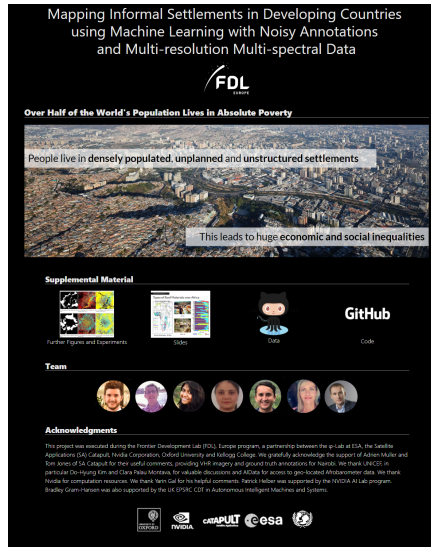 Mapping Informal Settlements in Developing Countries
using Machine Learning with Noisy Annotations
and Multi-resolution Multi-spectral Data
FDL
EUROPE
Over Half of the World's Population Lives in Absolute Poverty
People live in densely populated, unplanned and unstructured settlements
This leads to huge economic and social inequalities
Supplemental Material
GitHub
Further Figures and Experiments
Slides
Data
Code
Team
Acknowledgments
This project was executed during the Frontier Development Lab (FDL), Europe program, a partnership between the φ-Lab at ESA, the Satellite
Applications (SA) Catapult, Nvidia Corporation, Oxford University and Kellogg College. We gratefully acknowledge the support of Adrien Muller and
Tom Jones of SA Catapult for their useful comments, providing VHR imagery and ground truth annotations for Nairobi. We thank UNICEF, in
particular Do-Hyung Kim and Clara Palau Montava, for valuable discussions and AIData for access to geo-located Afrobarometer data. We thank
Nvidia for computation resources. We thank Yarin Gal for his helpful comments. Patrick Helber was supported by the NVIDIA AI Lab program.
Bradley Gram-Hansen was also supported by the UK EPSRC CDT in Autonomous Intelligent Machines and Systems.
UNIVERSITY OF
OXFORD
NVIDIA
CATAPULT
esa